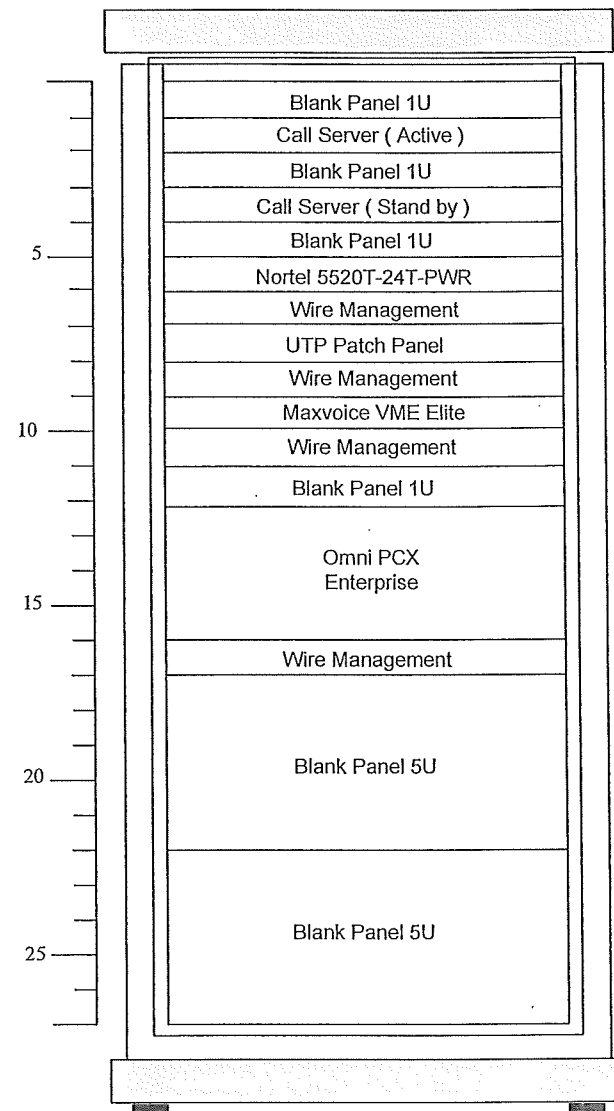 Blank Panel 1U
Call Server ( Active )
Blank Panel 1U
Call Server ( Stand by )
Blank Panel 1U
5
Nortel 5520T-24T-PWR
Wire Management
UTP Patch Panel
Wire Management
Maxvoice VME Elite
10
Wire Management
Blank Panel 1U
Omni PCX
Enterprise
15
Wire Management
Blank Panel 5U
20
Blank Panel 5U
25